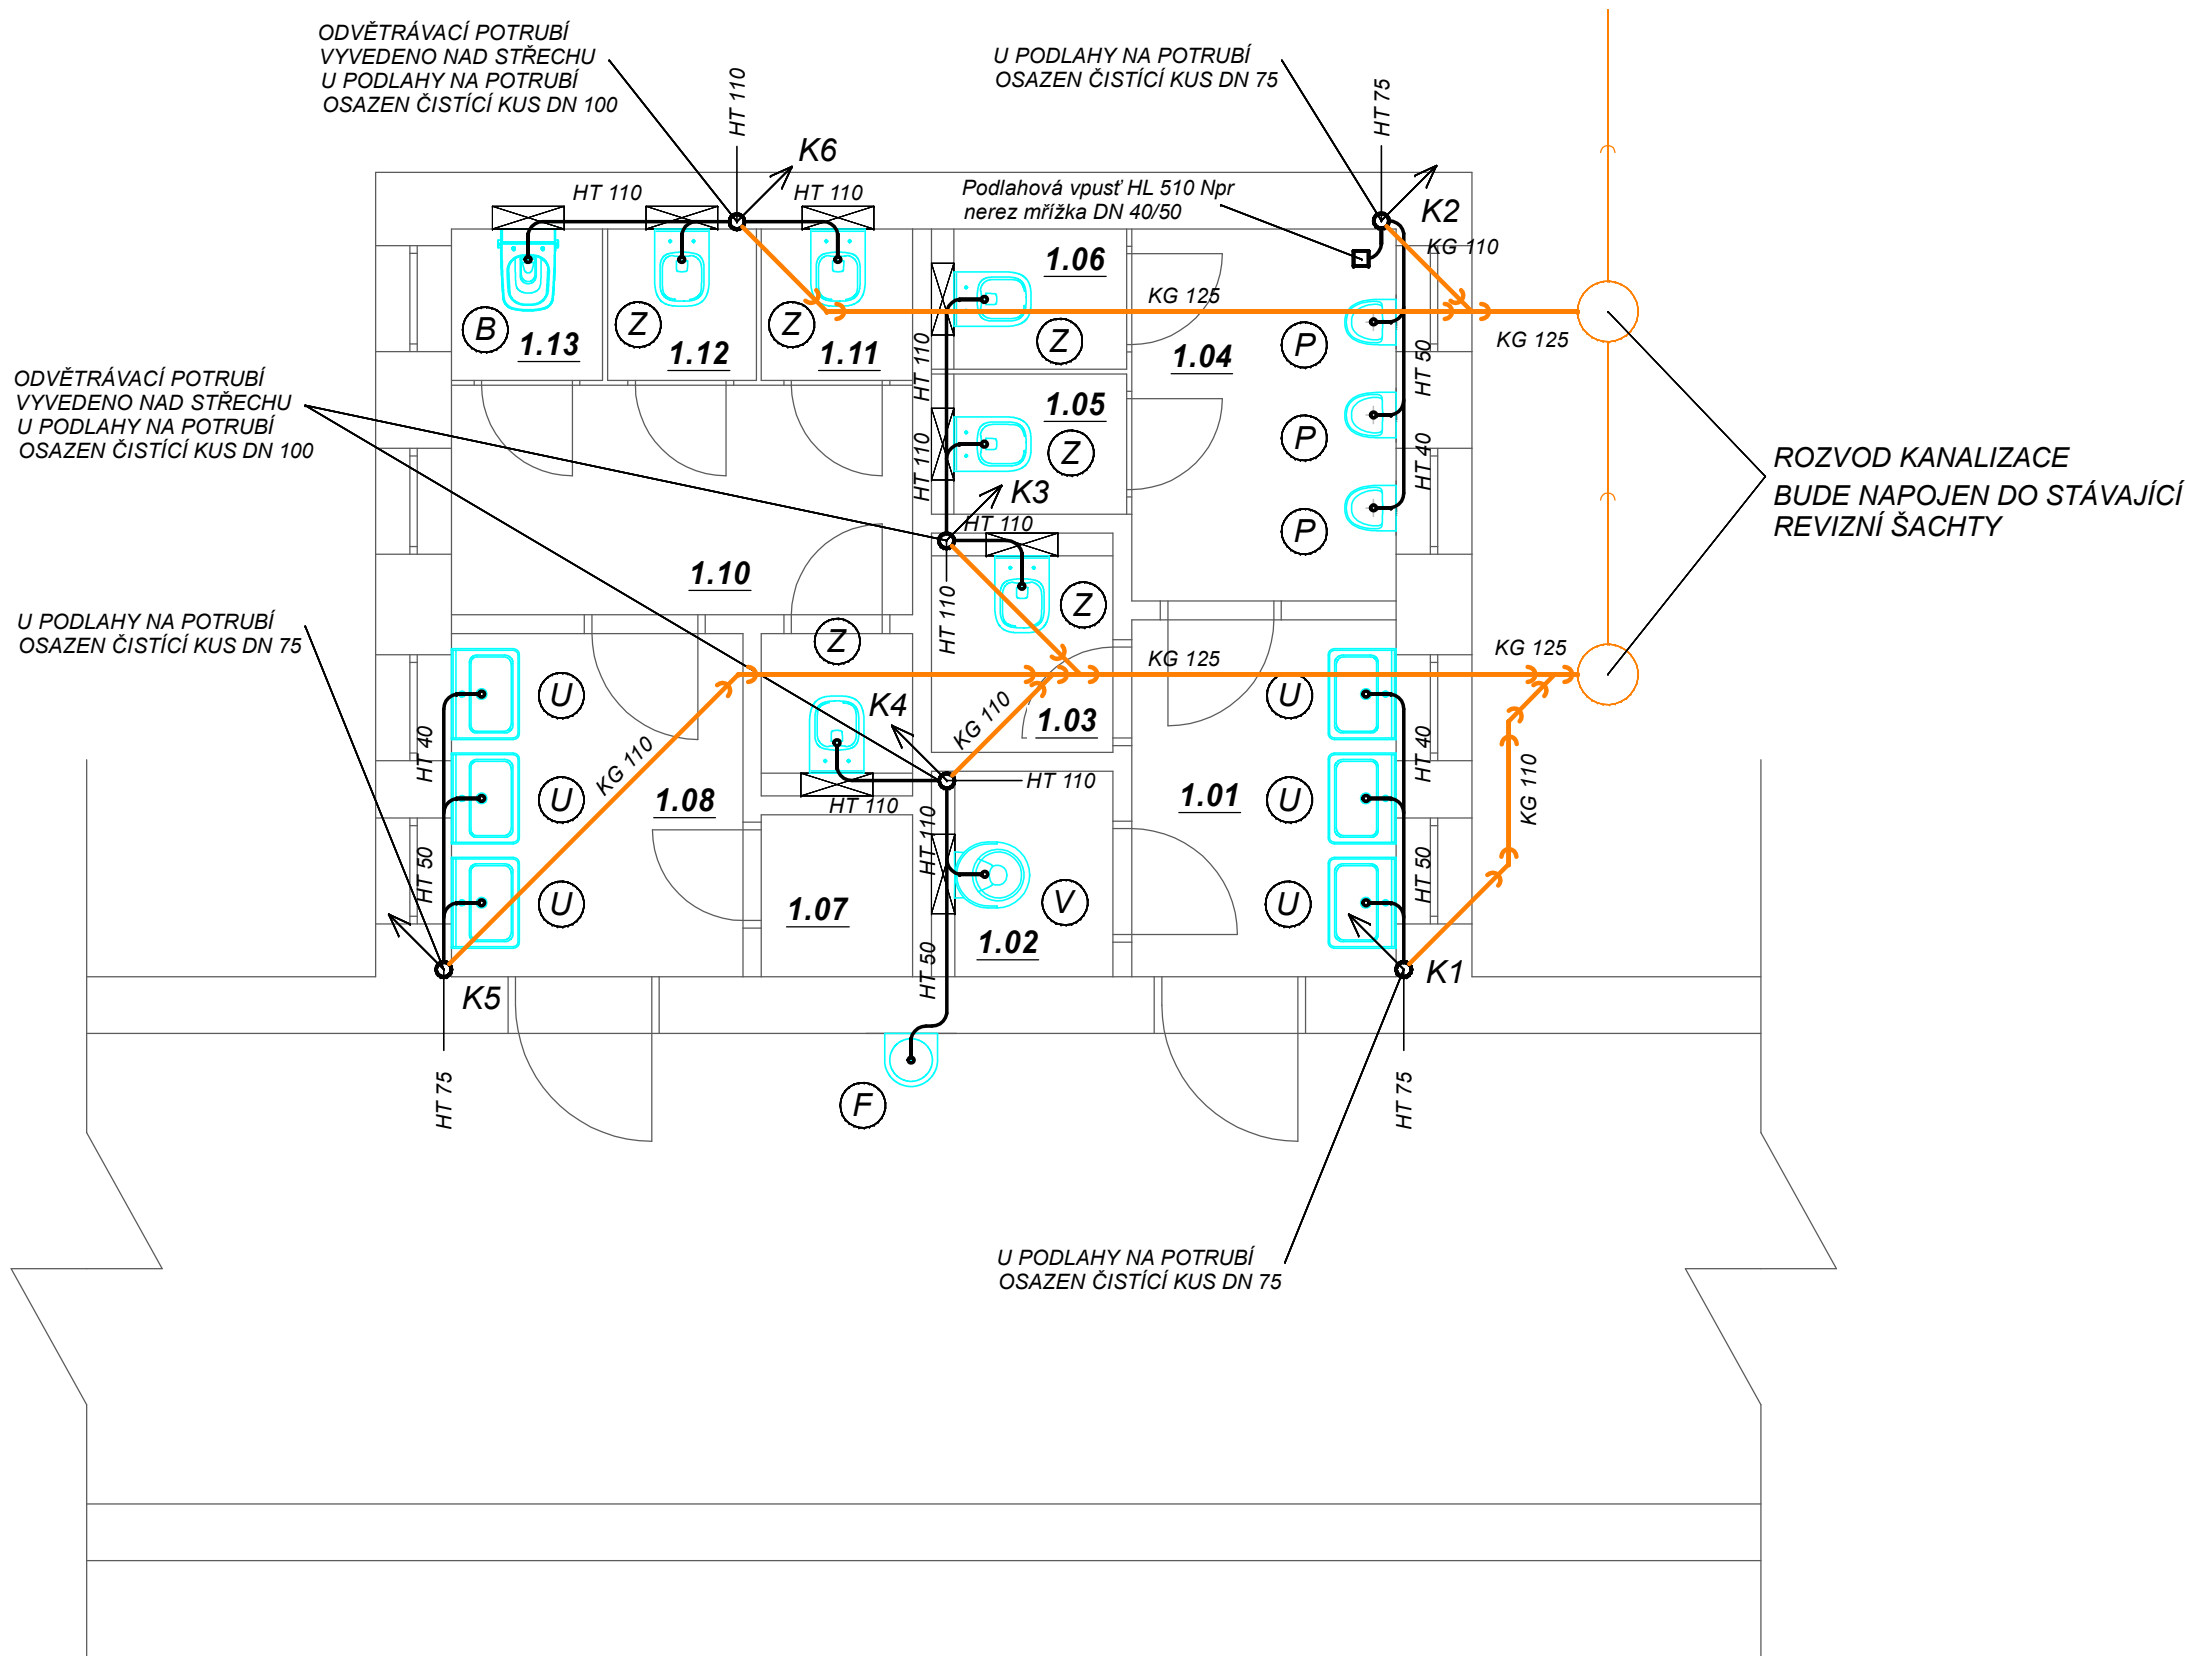 ODVĚTRÁVACÍ POTRUBÍ
VYVEDENO NAD STŘECHU
U PODLAHY NA POTRUBÍ
OSAZEN ČISTÍCÍ KUS DN 100
HT 110
K6
HT 110
HT 110
U PODLAHY NA POTRUBÍ
OSAZEN ČISTÍCÍ KUS DN 75
HT 75
K2
KG 110
Podlahová vpusť HL 510 Npr
nerez mřížka DN 40/50
1.06
KG 125
KG 125
B
1.13
Z
1.12
Z
1.11
HT 110
Z
1.04
P
HT 50
ODVĚTRÁVACÍ POTRUBÍ
VYVEDENO NAD STŘECHU
U PODLAHY NA POTRUBÍ
OSAZEN ČISTÍCÍ KUS DN 100
1.05
Z
HT 110
P
HT 40
ROZVOD KANALIZACE
BUDE NAPOJEN DO STÁVAJÍCÍ
REVIZNÍ ŠACHTY
K3
HT 110
P
1.10
HT 110
Z
U PODLAHY NA POTRUBÍ
OSAZEN ČISTÍCÍ KUS DN 75
Z
KG 125
KG 125
U
U
K4
1.03
KG 110
HT 40
KG 110
HT 40
U
1.08
HT 110
HT 110
1.01
U
KG 110
HT 110
HT 50
U
1.07
V
U
HT 50
1.02
HT 50
K5
K1
HT 75
F
HT 75
U PODLAHY NA POTRUBÍ
OSAZEN ČISTÍCÍ KUS DN 75